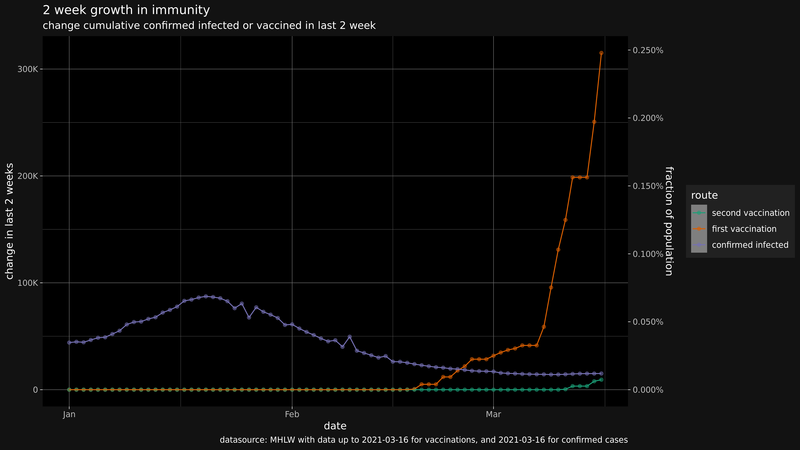 2 week growth in immunity
change cumulative confirmed infected or vaccined in last 2 week
300K
200K
100K
0
change in last 2 weeks
0.250%
0.200%
0.150%
0.100%
0.050%
0.000%
fraction of population
route
second vaccination
first vaccination
confirmed infected
Jan
Feb
Mar
date
datasource: MHLW with data up to 2021-03-16 for vaccinations, and 2021-03-16 for confirmed cases